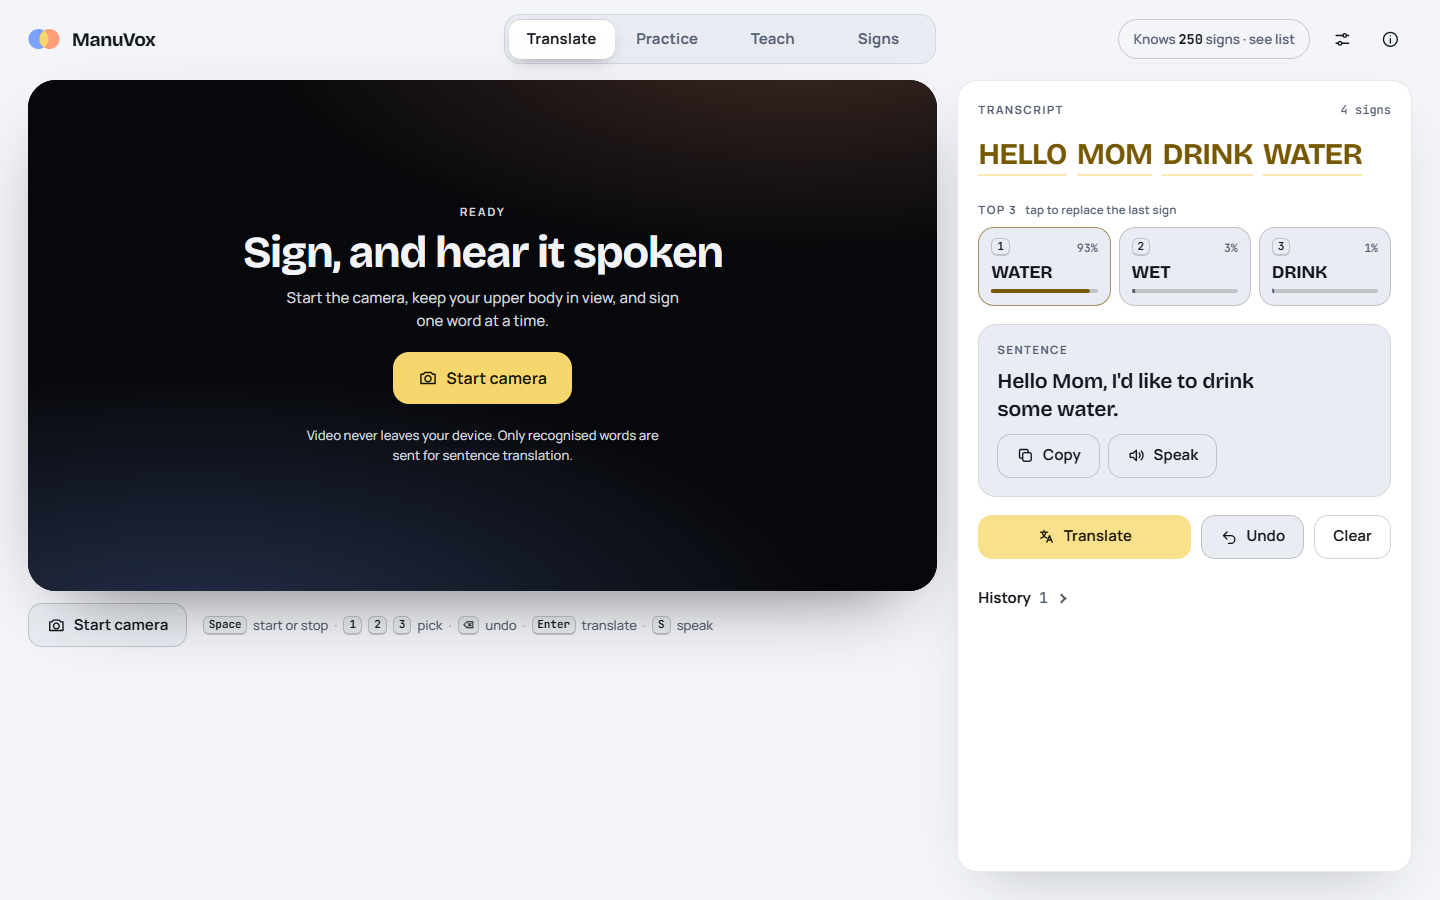 ManuVox
Translate
Practice
Teach
Signs
Knows 250 signs · see list
READY
Sign, and hear it spoken
Start the camera, keep your upper body in view, and sign
one word at a time.
Start camera
Video never leaves your device. Only recognised words are
sent for sentence translation.
Start camera
Space start or stop · 1 2 3 pick · ⌫ undo · Enter translate · S speak
TRANSCRIPT
4 signs
HELLO MOM DRINK WATER
TOP 3 tap to replace the last sign
1 93%
WATER
2 3%
WET
3 1%
DRINK
SENTENCE
Hello Mom, I'd like to drink
some water.
Copy
Speak
Translate
Undo
Clear
History 1